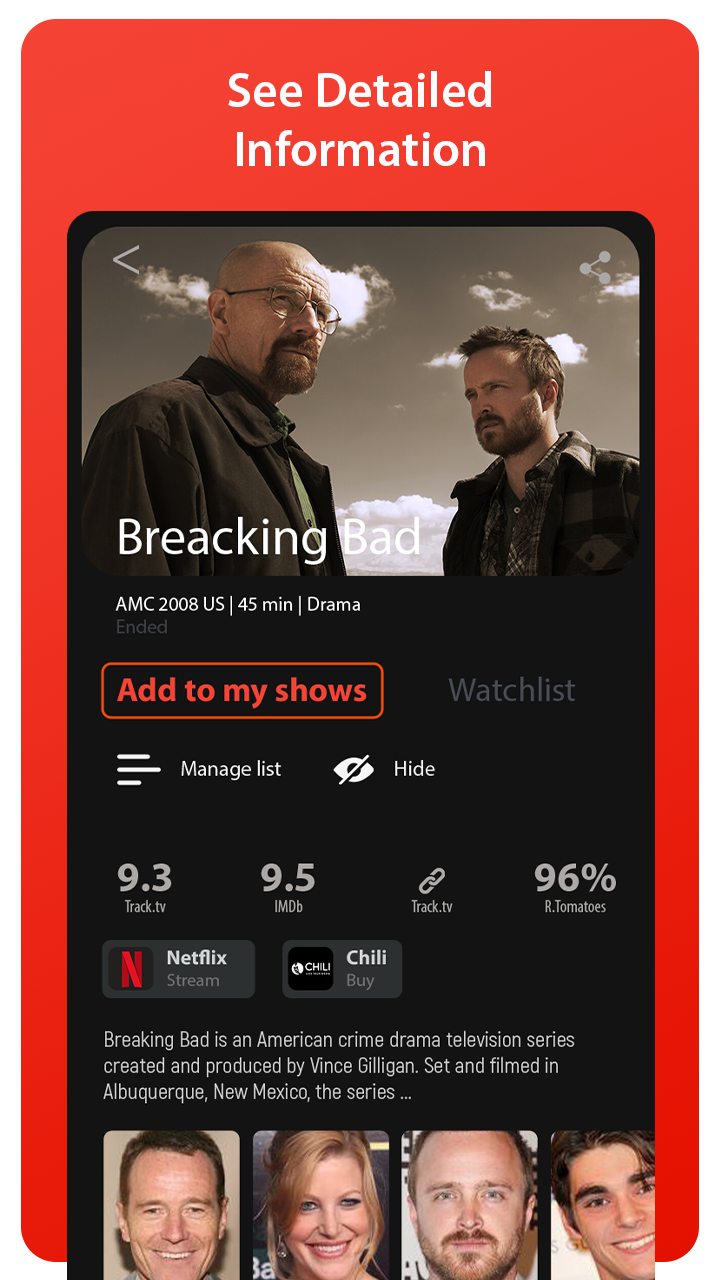 See Detailed
Information
<
Breacking Bad
AMC 2008 US | 45 min | Drama
Ended
Add to my shows
Watchlist
Manage list
Hide
9.3
Track.tv
9.5
IMDb
Track.tv
96%
R.Tomatoes
N
Netflix
Stream
CHILI
Chili
Buy
Breaking Bad is an American crime drama television series
created and produced by Vince Gilligan. Set and filmed in
Albuquerque, New Mexico, the series ...